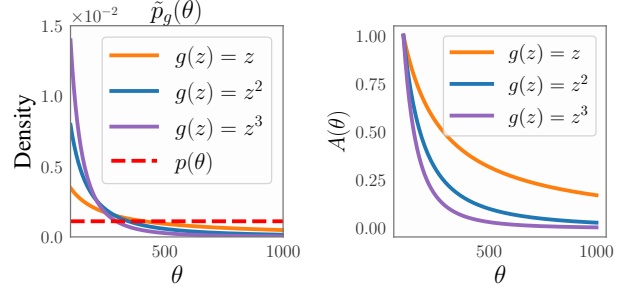 ×10⁻²
p̃_g(θ)
1.5
1.0
0.5
0.0
Density
g(z) = z
g(z) = z²
g(z) = z³
p(θ)
500
1000
θ
1.00
0.75
0.50
0.25
0.00
A(θ)
g(z) = z
g(z) = z²
g(z) = z³
500
1000
θ